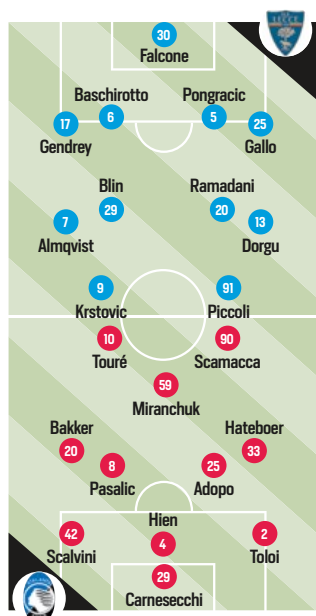 30
Falcone
Baschirotto Pongracic
17 6 5 25
Gendrey Gallo
Blin Ramadani
7 29 20 13
Almqvist Dorgu
9 91
Krstovic Piccoli
10 90
Touré Scamacca
59
Miranchuk
Bakker Hateboer
20 8 25 33
Pasalic Adopo
Hien
42 4 2
Scalvini Toloi
29
Carnesecchi